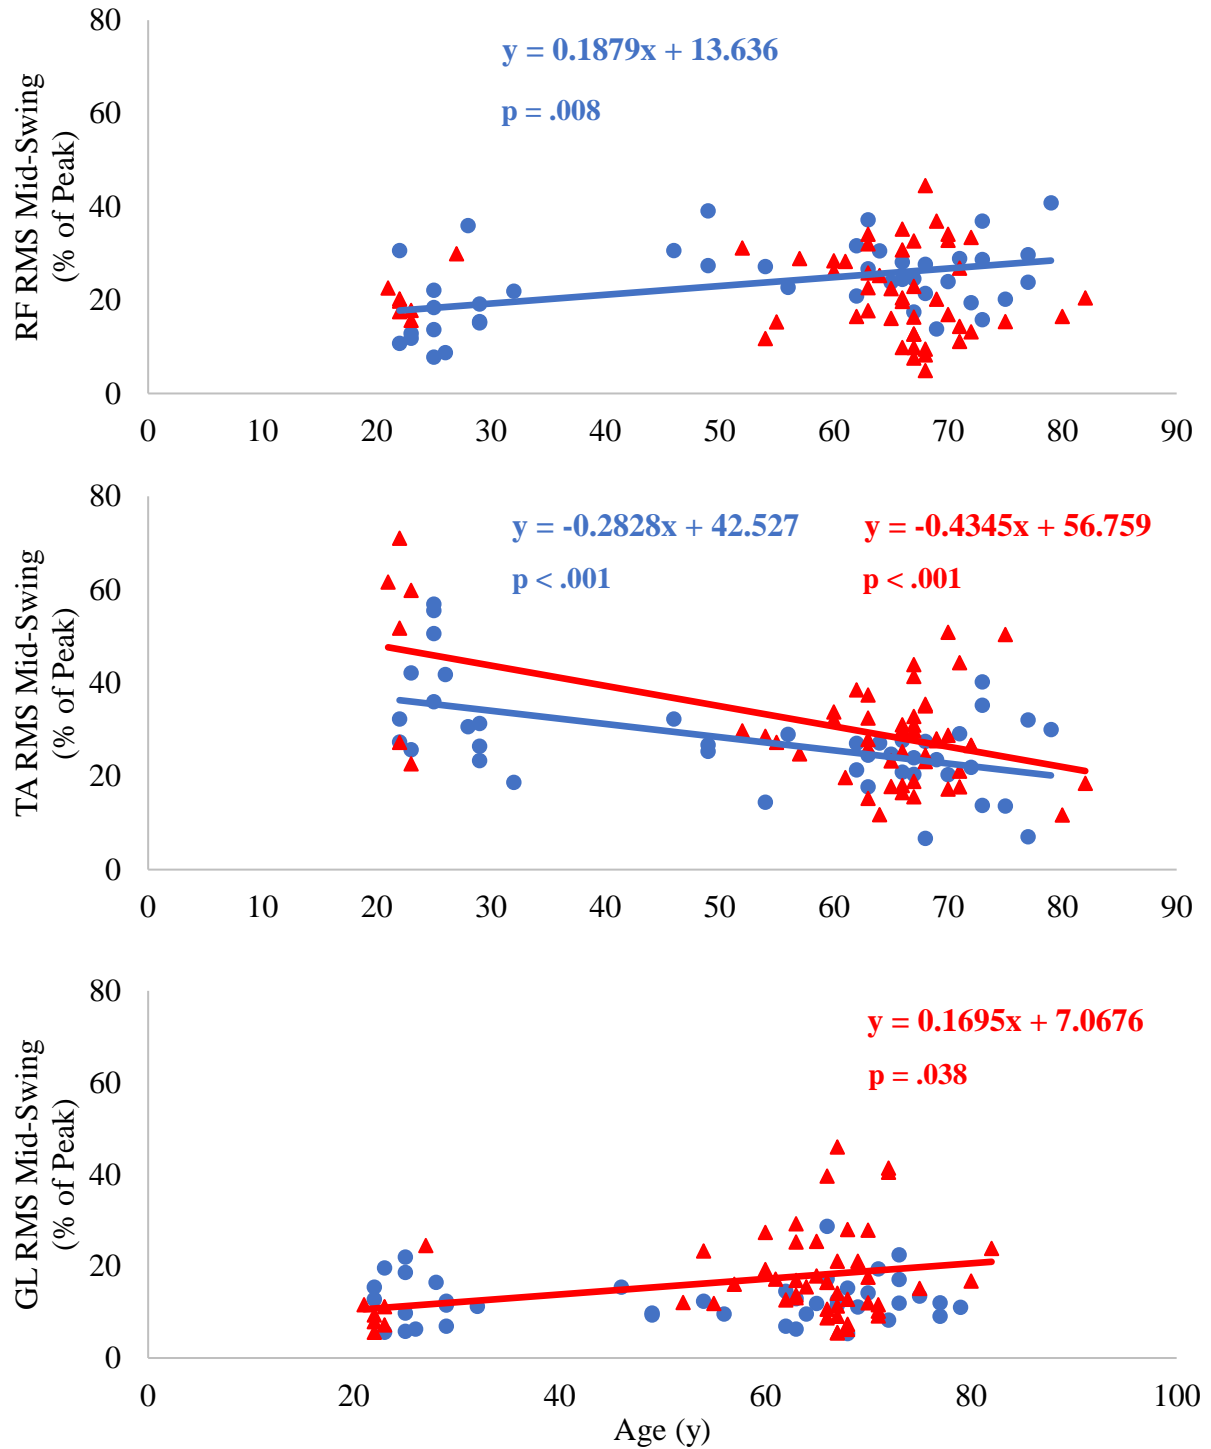 80
y = 0.1879x + 13.636
p = .008
60
40
20
0
RF RMS Mid-Swing
(% of Peak)
0 10 20 30 40 50 60 70 80 90
80
y = -0.2828x + 42.527 y = -0.4345x + 56.759
p < .001 p < .001
60
40
20
0
TA RMS Mid-Swing
(% of Peak)
0 10 20 30 40 50 60 70 80 90
80
y = 0.1695x + 7.0676
p = .038
60
40
20
0
GL RMS Mid-Swing
(% of Peak)
0 20 40 60 80 100
Age (y)